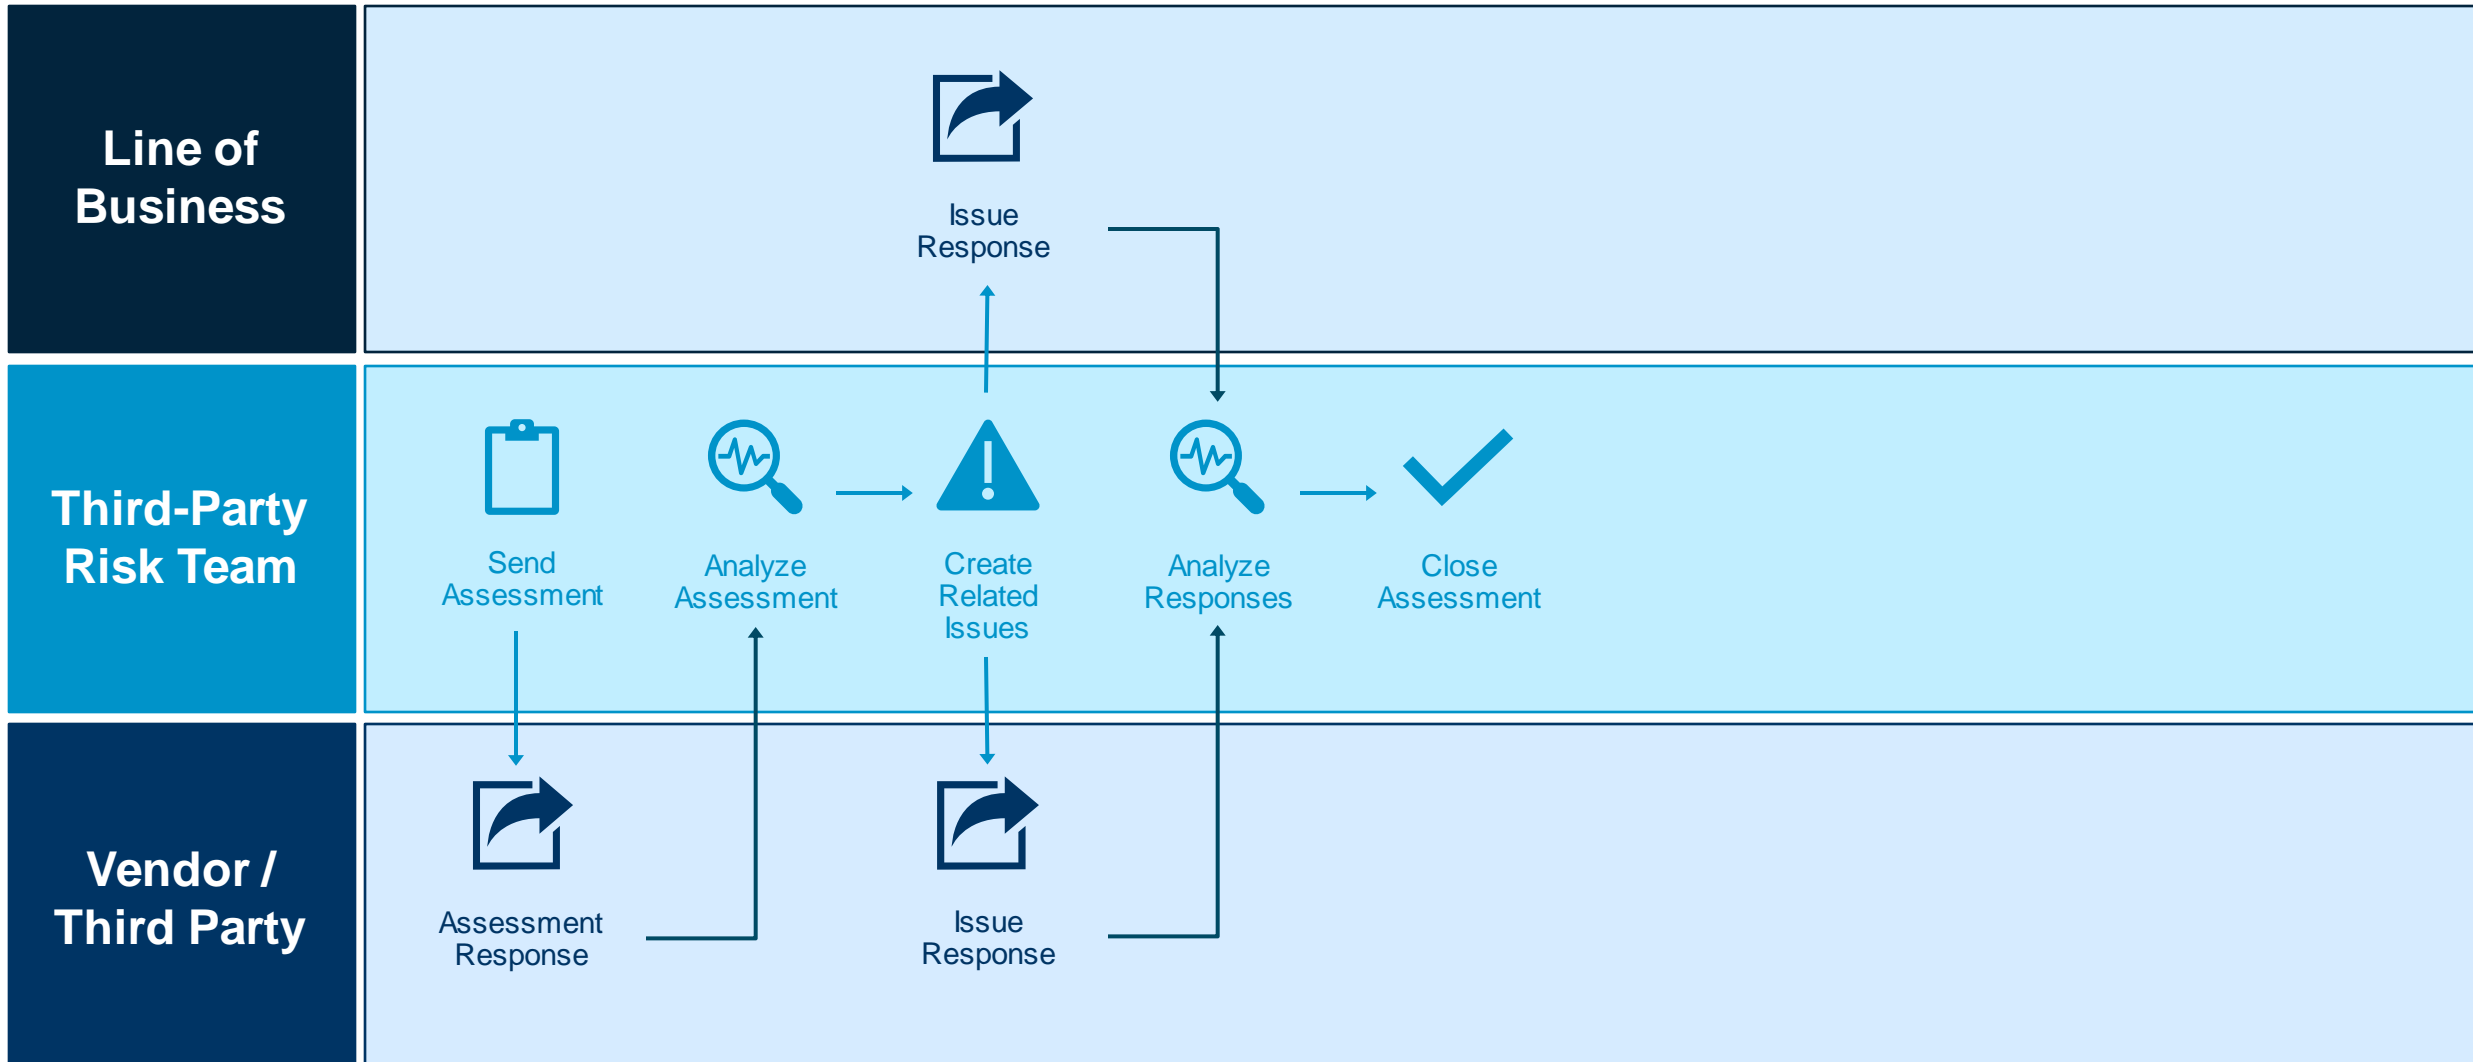 Line of
Business
Issue
Response
Third-Party
Risk Team
Send
Assessment
Analyze
Assessment
Create
Related
Issues
Analyze
Responses
Close
Assessment
Vendor /
Third Party
Assessment
Response
Issue
Response